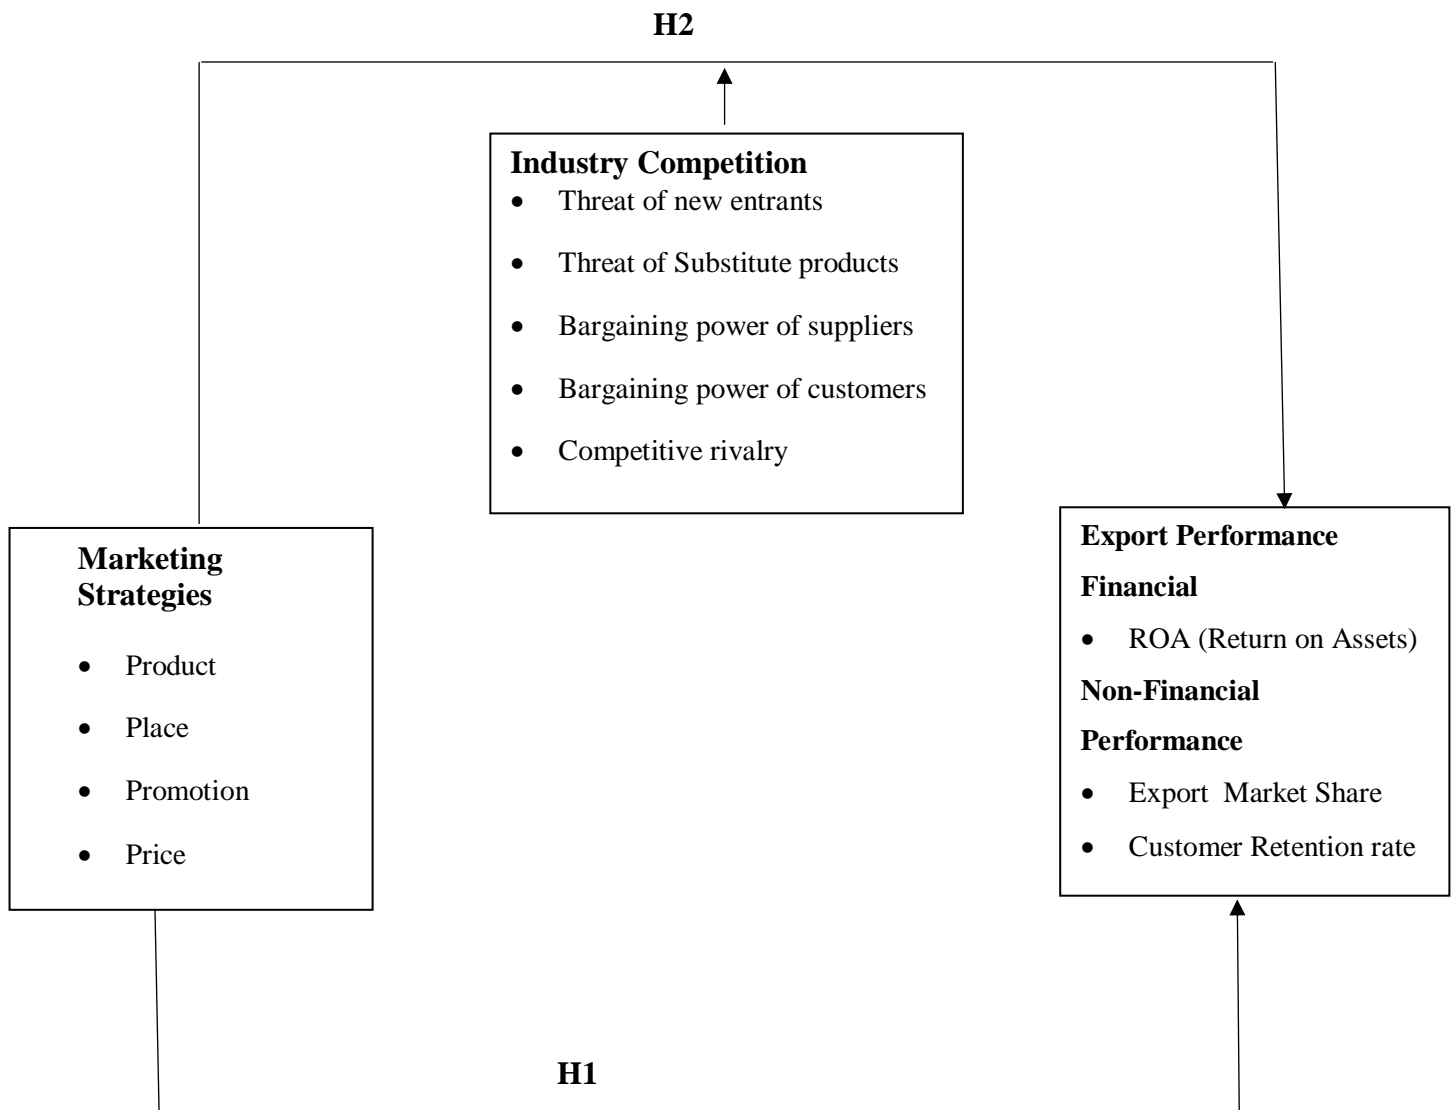 H2
Industry Competition
• Threat of new entrants
• Threat of Substitute products
• Bargaining power of suppliers
• Bargaining power of customers
• Competitive rivalry
Marketing
Strategies
• Product
• Place
• Promotion
• Price
Export Performance
Financial
• ROA (Return on Assets)
Non-Financial
Performance
• Export  Market Share
• Customer Retention rate
H1